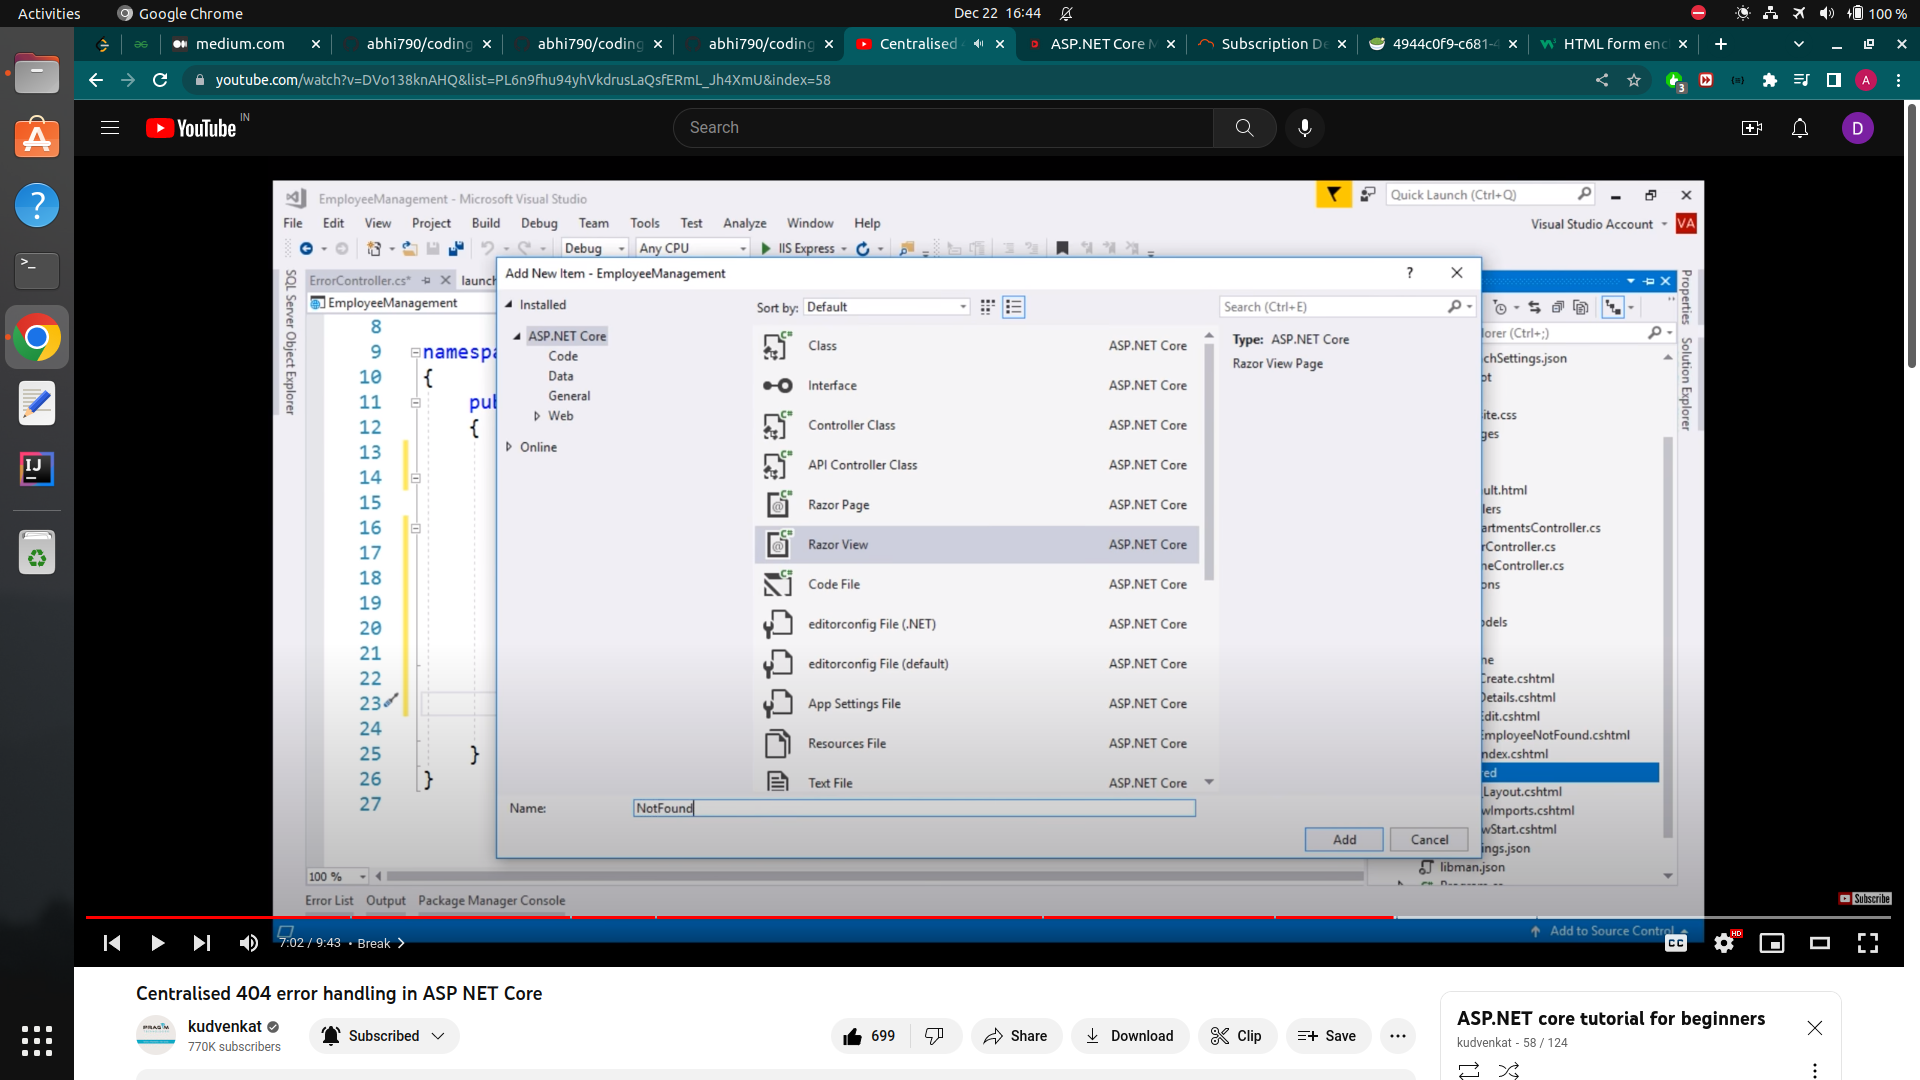 Activities Google Chrome Dec 22 16:44 100 %
medium.com abhi790/coding abhi790/coding abhi790/coding Centralised ASP.NET Core M Subscription De 4944c0f9-c681-4 HTML form enc
youtube.com/watch?v=DVo138knAHQ&list=PL6n9fhu94yhVkdrusLaQsfERmL_Jh4XmU&index=58 3 A
YouTube IN Search D
EmployeeManagement - Microsoft Visual Studio Quick Launch (Ctrl+Q)
File Edit View Project Build Debug Team Tools Test Analyze Window Help Visual Studio Account VA
Debug Any CPU IIS Express
SQL Server Object Explorer
ErrorController.cs* launch
EmployeeManagement
8
9 namespa
10 {
11 pub
12 {
13
14
15
16
17
18
19
20
21
22
23
24
25 }
26 }
27
100 %
Add New Item - EmployeeManagement ?
Installed
ASP.NET Core
Code
Data
General
Web
Online
Sort by: Default
Class ASP.NET Core
Interface ASP.NET Core
Controller Class ASP.NET Core
API Controller Class ASP.NET Core
Razor Page ASP.NET Core
Razor View ASP.NET Core
Code File ASP.NET Core
editorconfig File (.NET) ASP.NET Core
editorconfig File (default) ASP.NET Core
App Settings File ASP.NET Core
Resources File ASP.NET Core
Text File ASP.NET Core
Search (Ctrl+E)
Type: ASP.NET Core
Razor View Page
Name: NotFound
Add Cancel
Properties
Solution Explorer
lorer (Ctrl+;)
chSettings.json
ot
ite.css
ges
ult.html
lers
artmentsController.cs
rController.cs
neController.cs
ons
odels
ne
Create.cshtml
Details.cshtml
Edit.cshtml
EmployeeNotFound.cshtml
ndex.cshtml
red
_Layout.cshtml
wImports.cshtml
wStart.cshtml
ings.json
libman.json
Error List Output Package Manager Console
Subscribe
Add to Source Control
7:02 / 9:43 • Break CC HD
Centralised 404 error handling in ASP NET Core
PRAGIM
kudvenkat
770K subscribers
Subscribed 699 Share Download Clip Save
ASP.NET core tutorial for beginners
kudvenkat - 58 / 124